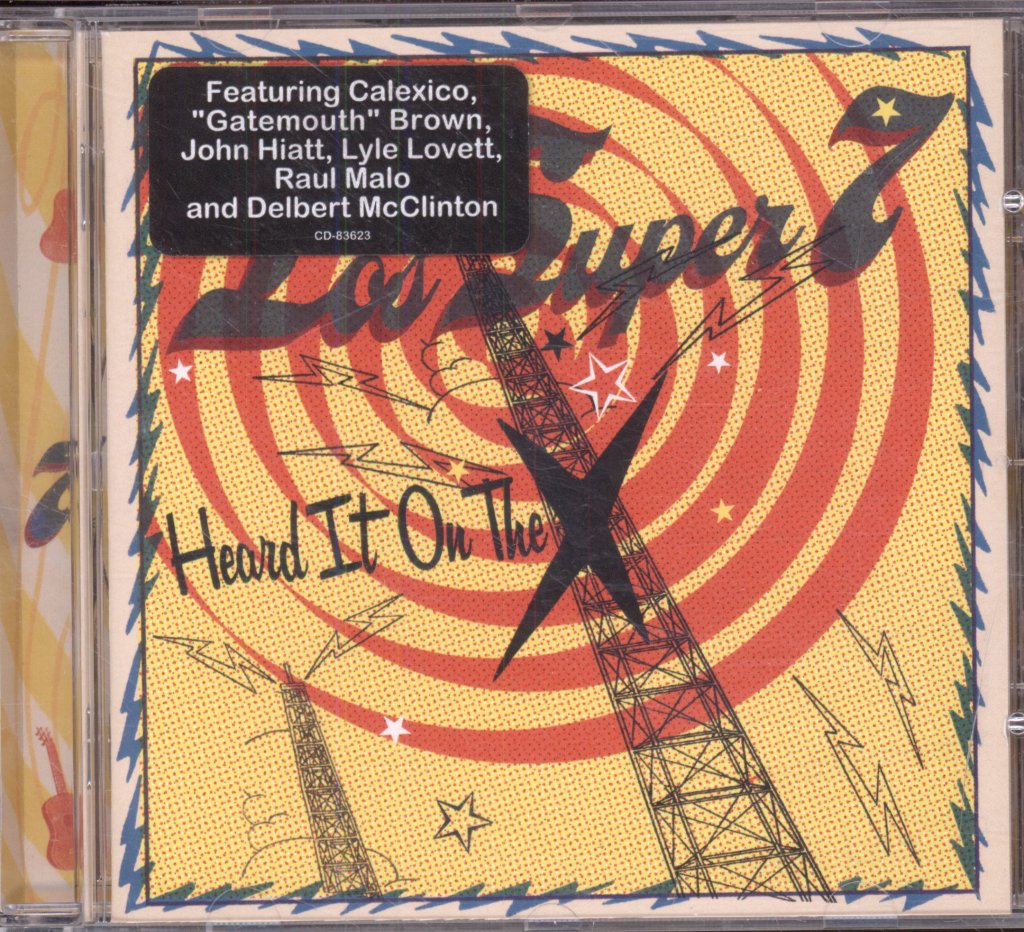 Featuring Calexico,
"Gatemouth" Brown,
John Hiatt, Lyle Lovett,
Raul Malo
and Delbert McClinton
CD-83623
Los Super 7
Heard It On The X